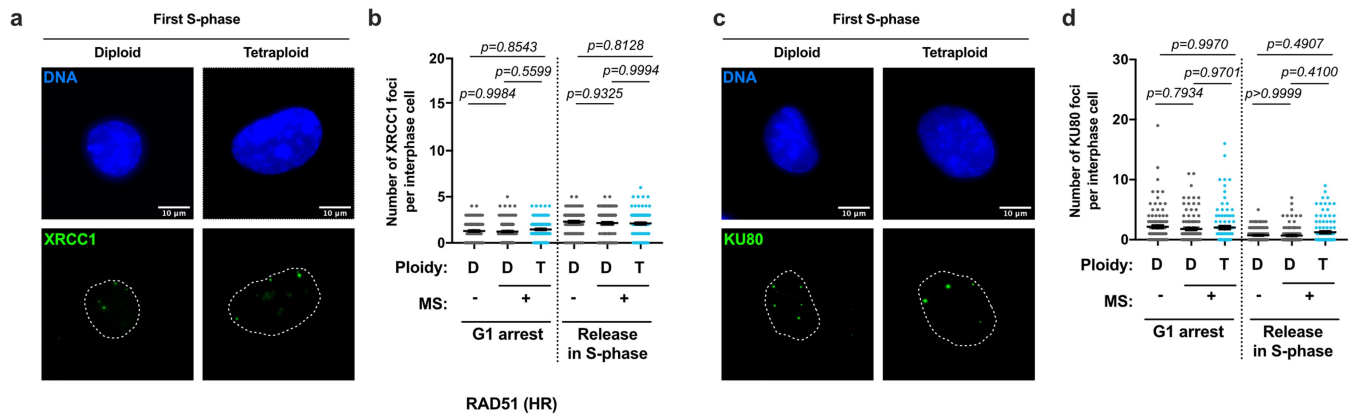 a
First S-phase
Diploid
Tetraploid
DNA
10 µm
10 µm
XRCC1
b
Number of XRCC1 foci
per interphase cell
20
15
15
10
5
0
p=0.8543
p=0.5599
p=0.9984
p=0.8128
p=0.9994
p=0.9325
Ploidy: D D T D D T
MS: - + - +
G1 arrest
Release
in S-phase
c
First S-phase
Diploid
Tetraploid
DNA
10 µm
10 µm
KU80
d
Number of KU80 foci
per interphase cell
30
20
10
0
p=0.9970
p=0.9701
p=0.7934
p=0.4907
p=0.4100
p>0.9999
Ploidy: D D T D D T
MS: - + - +
G1 arrest
Release
in S-phase
RAD51 (HR)